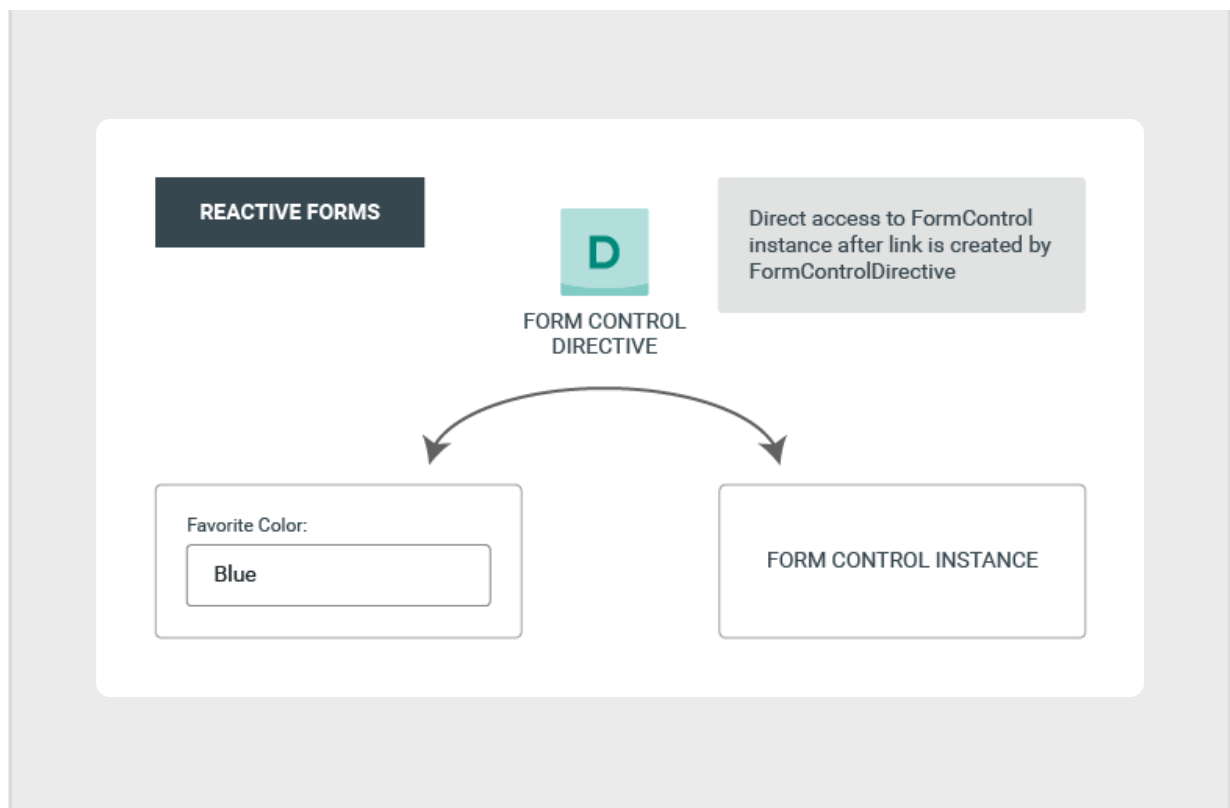 REACTIVE FORMS
D
FORM CONTROL
DIRECTIVE
Direct access to FormControl
instance after link is created by
FormControlDirective
Favorite Color:
Blue
FORM CONTROL INSTANCE